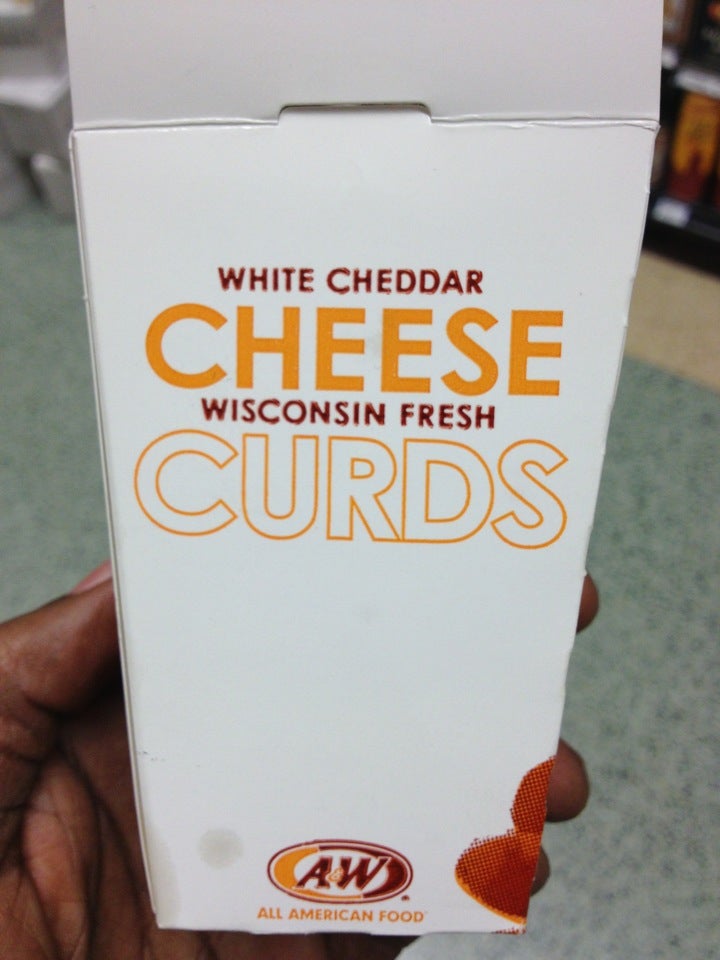 WHITE CHEDDAR
CHEESE
WISCONSIN FRESH
CURDS
A&W
ALL AMERICAN FOOD